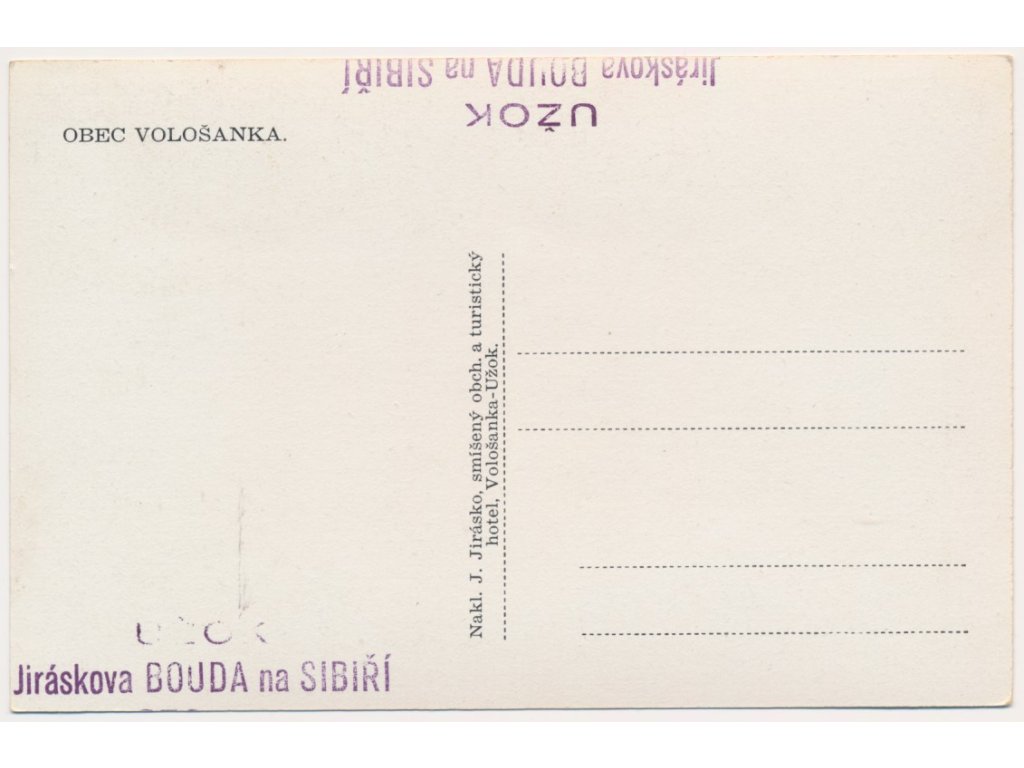 Jiráskova BOUDA na SIBIŘÍ
UŽOK
OBEC VOLOŠANKA.
Nakl. J. Jirásko, smíšený obch. a turistický
hotel, Vološanka-Užok.
UŽOK
Jiráskova BOUDA na SIBIŘÍ